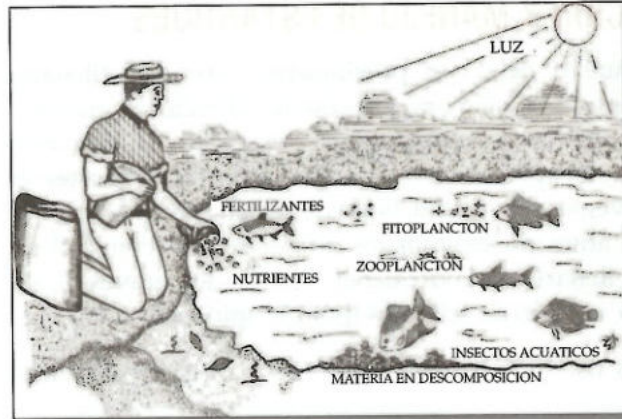 LUZ
FERTILIZANTES
FITOPLANCTON
ZOOPLANCTON
NUTRIENTES
INSECTOS ACUATICOS
MATERIA EN DESCOMPOSICION